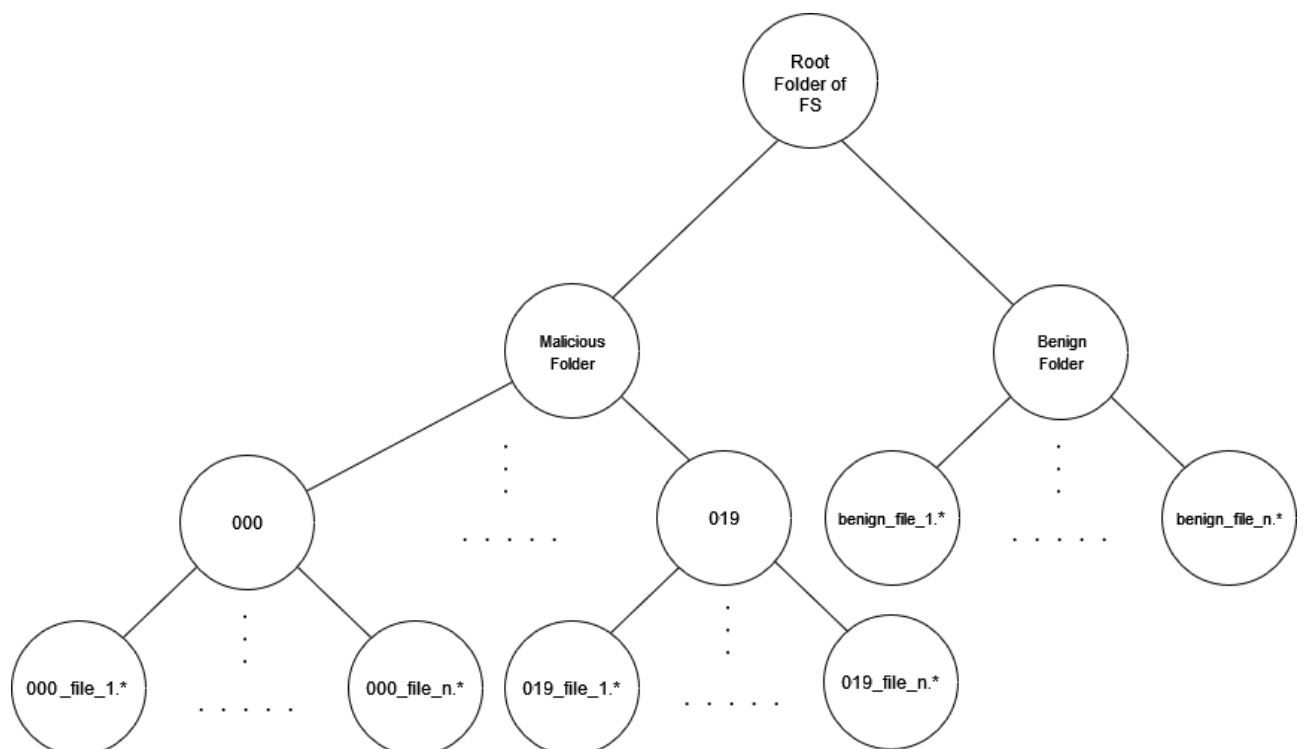 Root
Folder of
FS
Malicious
Folder
Benign
Folder
000
019
benign_file_1.*
benign_file_n.*
000_file_1.*
000_file_n.*
019_file_1.*
019_file_n.*